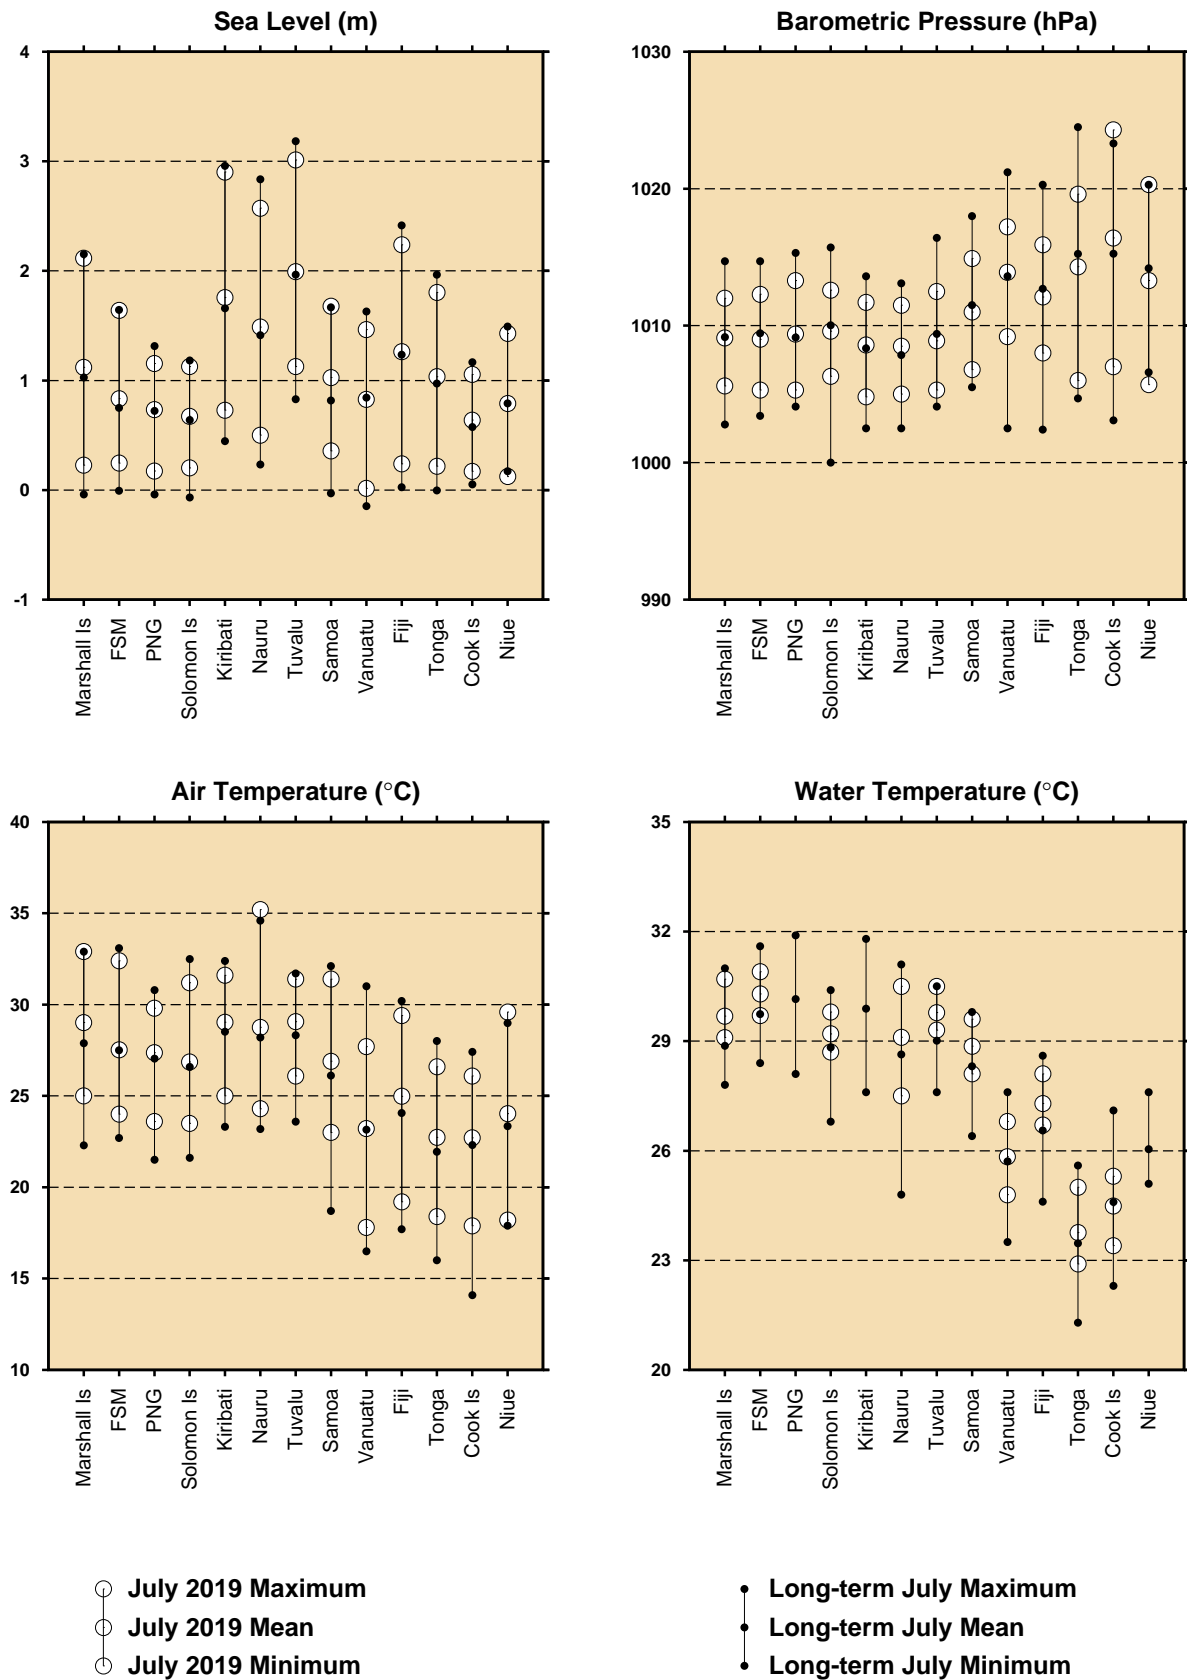 Sea Level (m)
4
3
2
1
0
-1
Marshall Is
FSM
PNG
Solomon Is
Kiribati
Nauru
Tuvalu
Samoa
Vanuatu
Fiji
Tonga
Cook Is
Niue
Barometric Pressure (hPa)
1030
1020
1010
1000
990
Marshall Is
FSM
PNG
Solomon Is
Kiribati
Nauru
Tuvalu
Samoa
Vanuatu
Fiji
Tonga
Cook Is
Niue
Air Temperature (°C)
40
35
30
25
20
15
10
Marshall Is
FSM
PNG
Solomon Is
Kiribati
Nauru
Tuvalu
Samoa
Vanuatu
Fiji
Tonga
Cook Is
Niue
Water Temperature (°C)
35
32
29
26
23
20
Marshall Is
FSM
PNG
Solomon Is
Kiribati
Nauru
Tuvalu
Samoa
Vanuatu
Fiji
Tonga
Cook Is
Niue
July 2019 Maximum
July 2019 Mean
July 2019 Minimum
Long-term July Maximum
Long-term July Mean
Long-term July Minimum